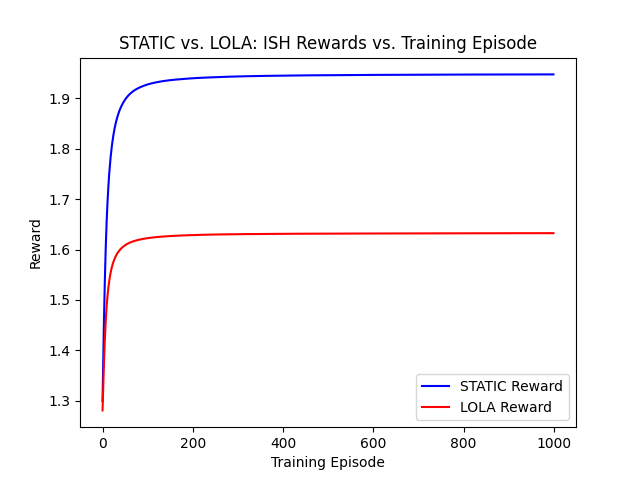 STATIC vs. LOLA: ISH Rewards vs. Training Episode
1.9
1.8
1.7
1.6
1.5
1.4
1.3
Reward
0 200 400 600 800 1000
Training Episode
STATIC Reward
LOLA Reward